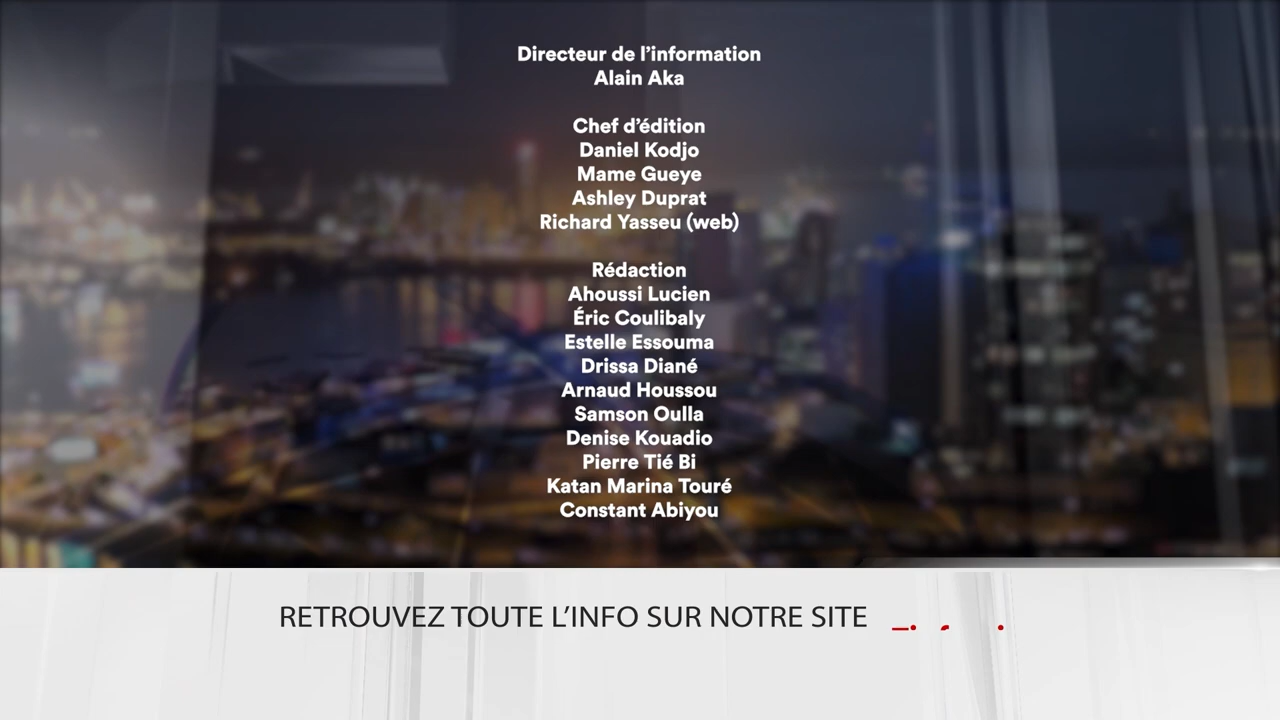 Directeur de l’information
Alain Aka
Chef d’édition
Daniel Kodjo
Mame Gueye
Ashley Duprat
Richard Yasseu (web)
Rédaction
Ahoussi Lucien
Éric Coulibaly
Estelle Essouma
Drissa Diané
Arnaud Houssou
Samson Oulla
Denise Kouadio
Pierre Tié Bi
Katan Marina Touré
Constant Abiyou
RETROUVEZ TOUTE L’INFO SUR NOTRE SITE